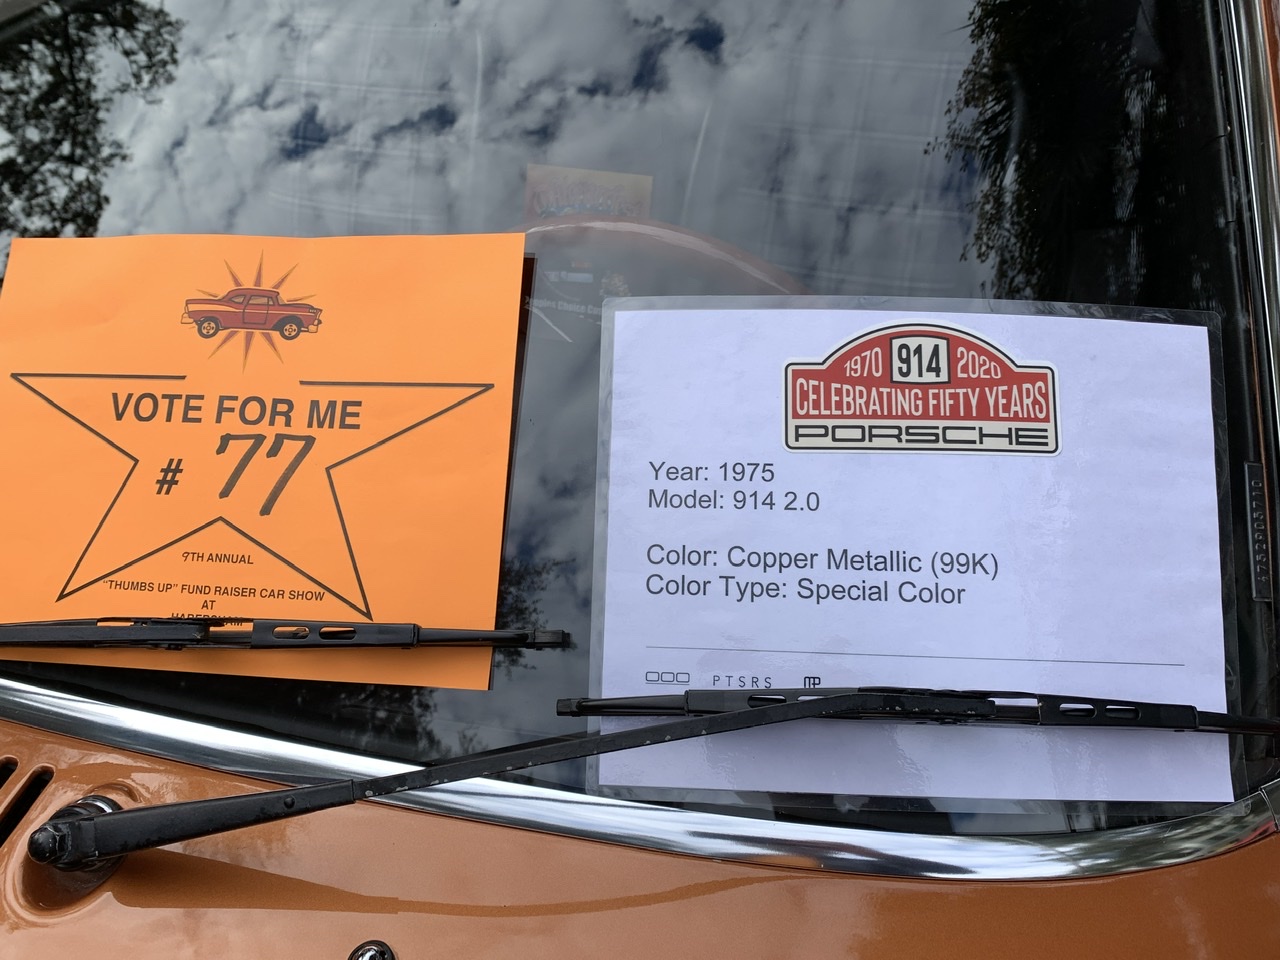 VOTE FOR ME
# 77
9TH ANNUAL
"THUMBS UP" FUND RAISER CAR SHOW
AT
1970 914 2020
CELEBRATING FIFTY YEARS
PORSCHE
Year: 1975
Model: 914 2.0
Color: Copper Metallic (99K)
Color Type: Special Color
PTSRS
Choice